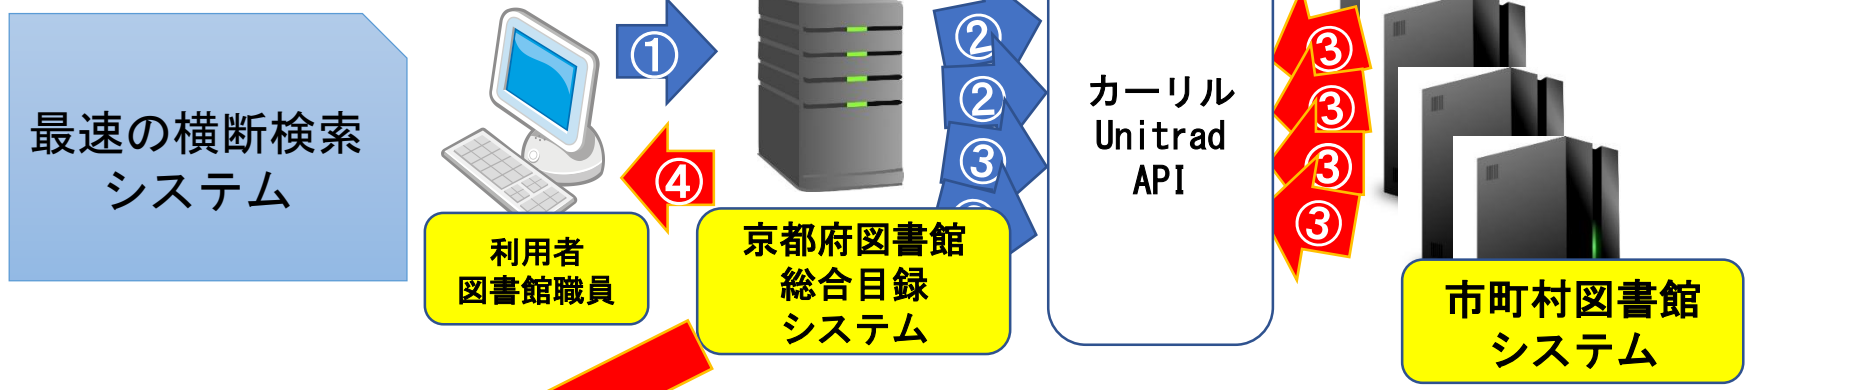 最速の横断検索
システム
①
④
利用者
図書館職員
京都府図書館
総合目録
システム
②
②
③
カーリル
Unitrad
API
③
③
③
③
市町村図書館
システム